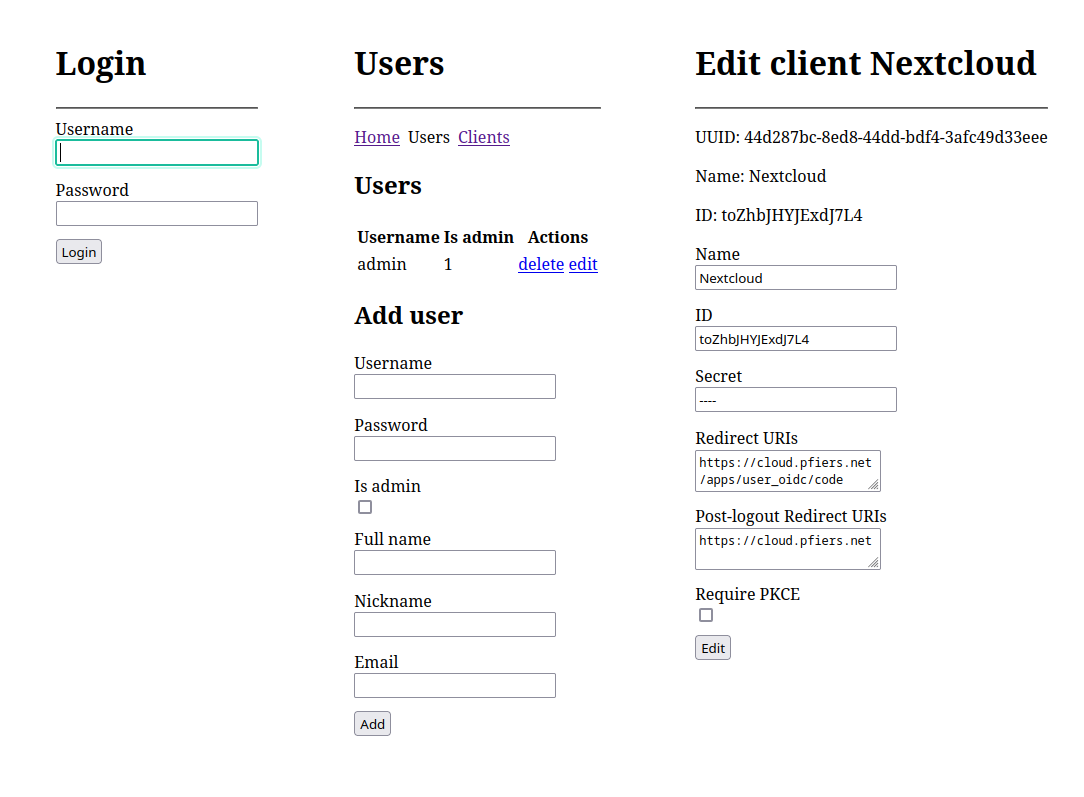 Login
Username
Password
Login
Users
Home Users Clients
Users
Username Is admin Actions
admin 1 delete edit
Add user
Username
Password
Is admin
Full name
Nickname
Email
Add
Edit client Nextcloud
UUID: 44d287bc-8ed8-44dd-bdf4-3afc49d33eee
Name: Nextcloud
ID: toZhbJHYJExdJ7L4
Name
Nextcloud
ID
toZhbJHYJExdJ7L4
Secret
----
Redirect URIs
https://cloud.pfiers.net
/apps/user_oidc/code
Post-logout Redirect URIs
https://cloud.pfiers.net
Require PKCE
Edit